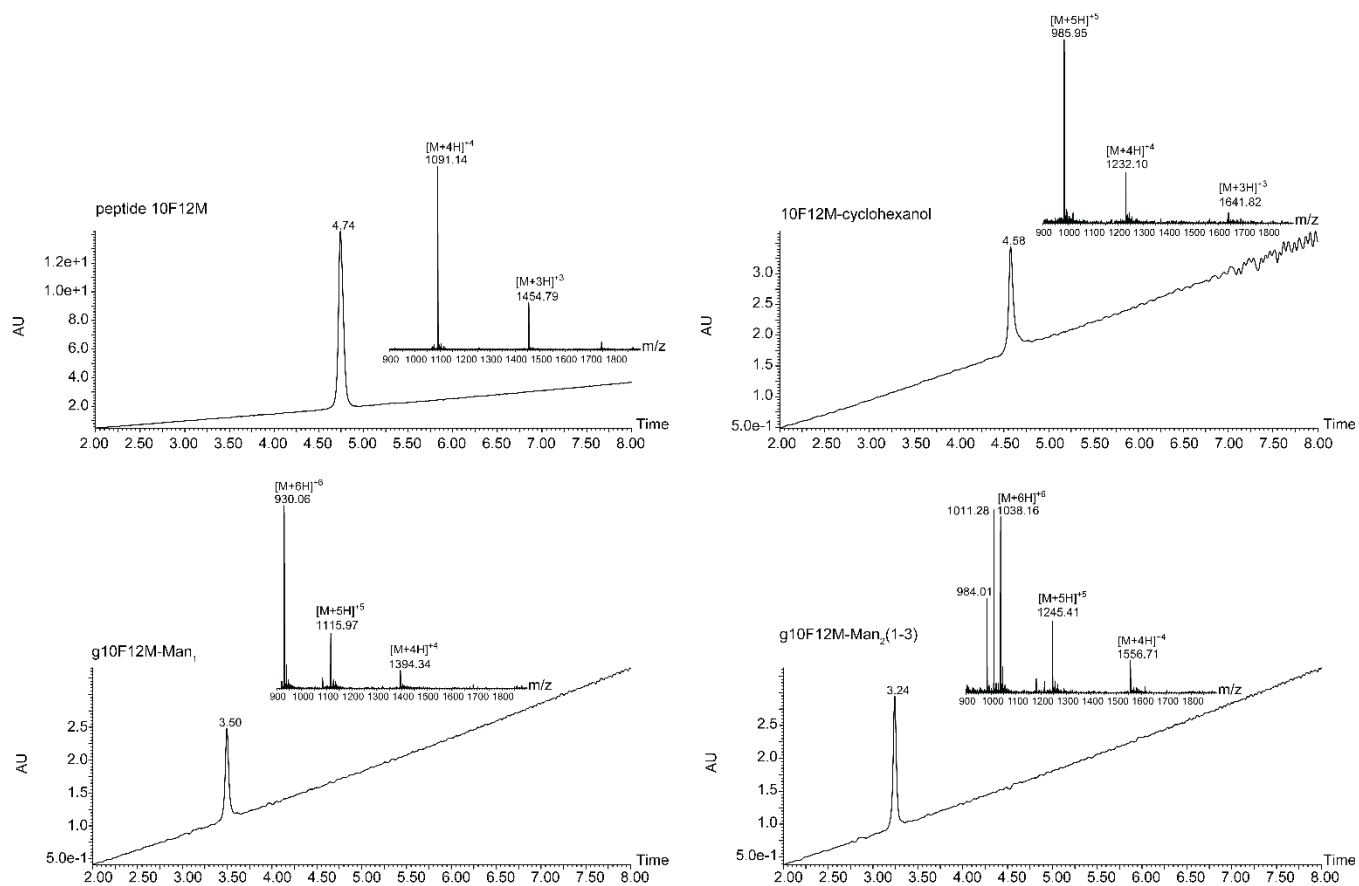 peptide 10F12M
[M+4H]+4
1091.14
4.74
[M+3H]+3
1454.79
m/z
900 1000 1100 1200 1300 1400 1500 1600 1700 1800
AU
1.2e+1
1.0e+1
8.0
6.0
4.0
2.0
Time
2.00 2.50 3.00 3.50 4.00 4.50 5.00 5.50 6.00 6.50 7.00 7.50 8.00
10F12M-cyclohexanol
[M+5H]+5
985.95
[M+4H]+4
1232.10
[M+3H]+3
1641.82
m/z
900 1000 1100 1200 1300 1400 1500 1600 1700 1800
4.58
AU
3.0
2.5
2.0
1.5
1.0
5.0e-1
Time
2.00 2.50 3.00 3.50 4.00 4.50 5.00 5.50 6.00 6.50 7.00 7.50 8.00
g10F12M-Man1
[M+6H]+6
930.06
[M+5H]+5
1115.97
[M+4H]+4
1394.34
m/z
900 1000 1100 1200 1300 1400 1500 1600 1700 1800
3.50
AU
2.5
2.0
1.5
1.0
5.0e-1
Time
2.00 2.50 3.00 3.50 4.00 4.50 5.00 5.50 6.00 6.50 7.00 7.50 8.00
g10F12M-Man2(1-3)
[M+6H]+6
1011.28 1038.16
984.01
[M+5H]+5
1245.41
[M+4H]+4
1556.71
m/z
900 1000 1100 1200 1300 1400 1500 1600 1700 1800
3.24
AU
2.5
2.0
1.5
1.0
5.0e-1
Time
2.00 2.50 3.00 3.50 4.00 4.50 5.00 5.50 6.00 6.50 7.00 7.50 8.00